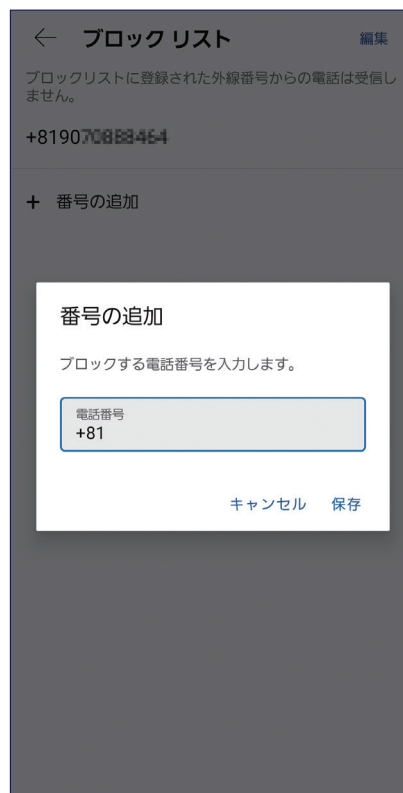 ブロック リスト
編集
ブロックリストに登録された外線番号からの電話は受信し
ません。
+8190
+ 番号の追加
番号の追加
ブロックする電話番号を入力します。
電話番号
+81
キャンセル 保存